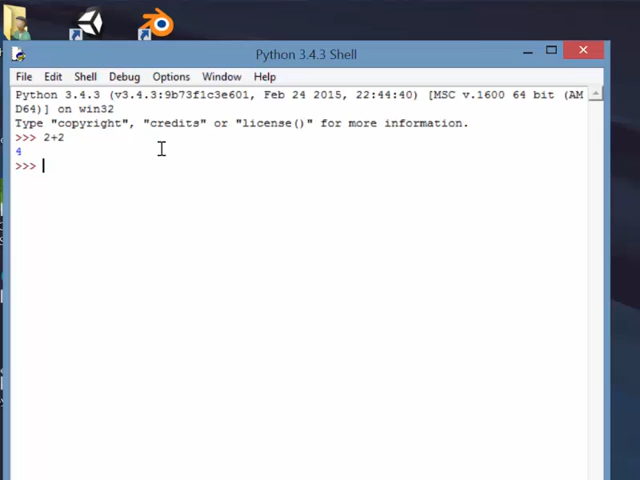 Python 3.4.3 Shell
File Edit Shell Debug Options Window Help
Python 3.4.3 (v3.4.3:9b73f1c3e601, Feb 24 2015, 22:44:40) [MSC v.1600 64 bit (AM
D64)] on win32
Type "copyright", "credits" or "license()" for more information.
>>> 2+2
4
>>>